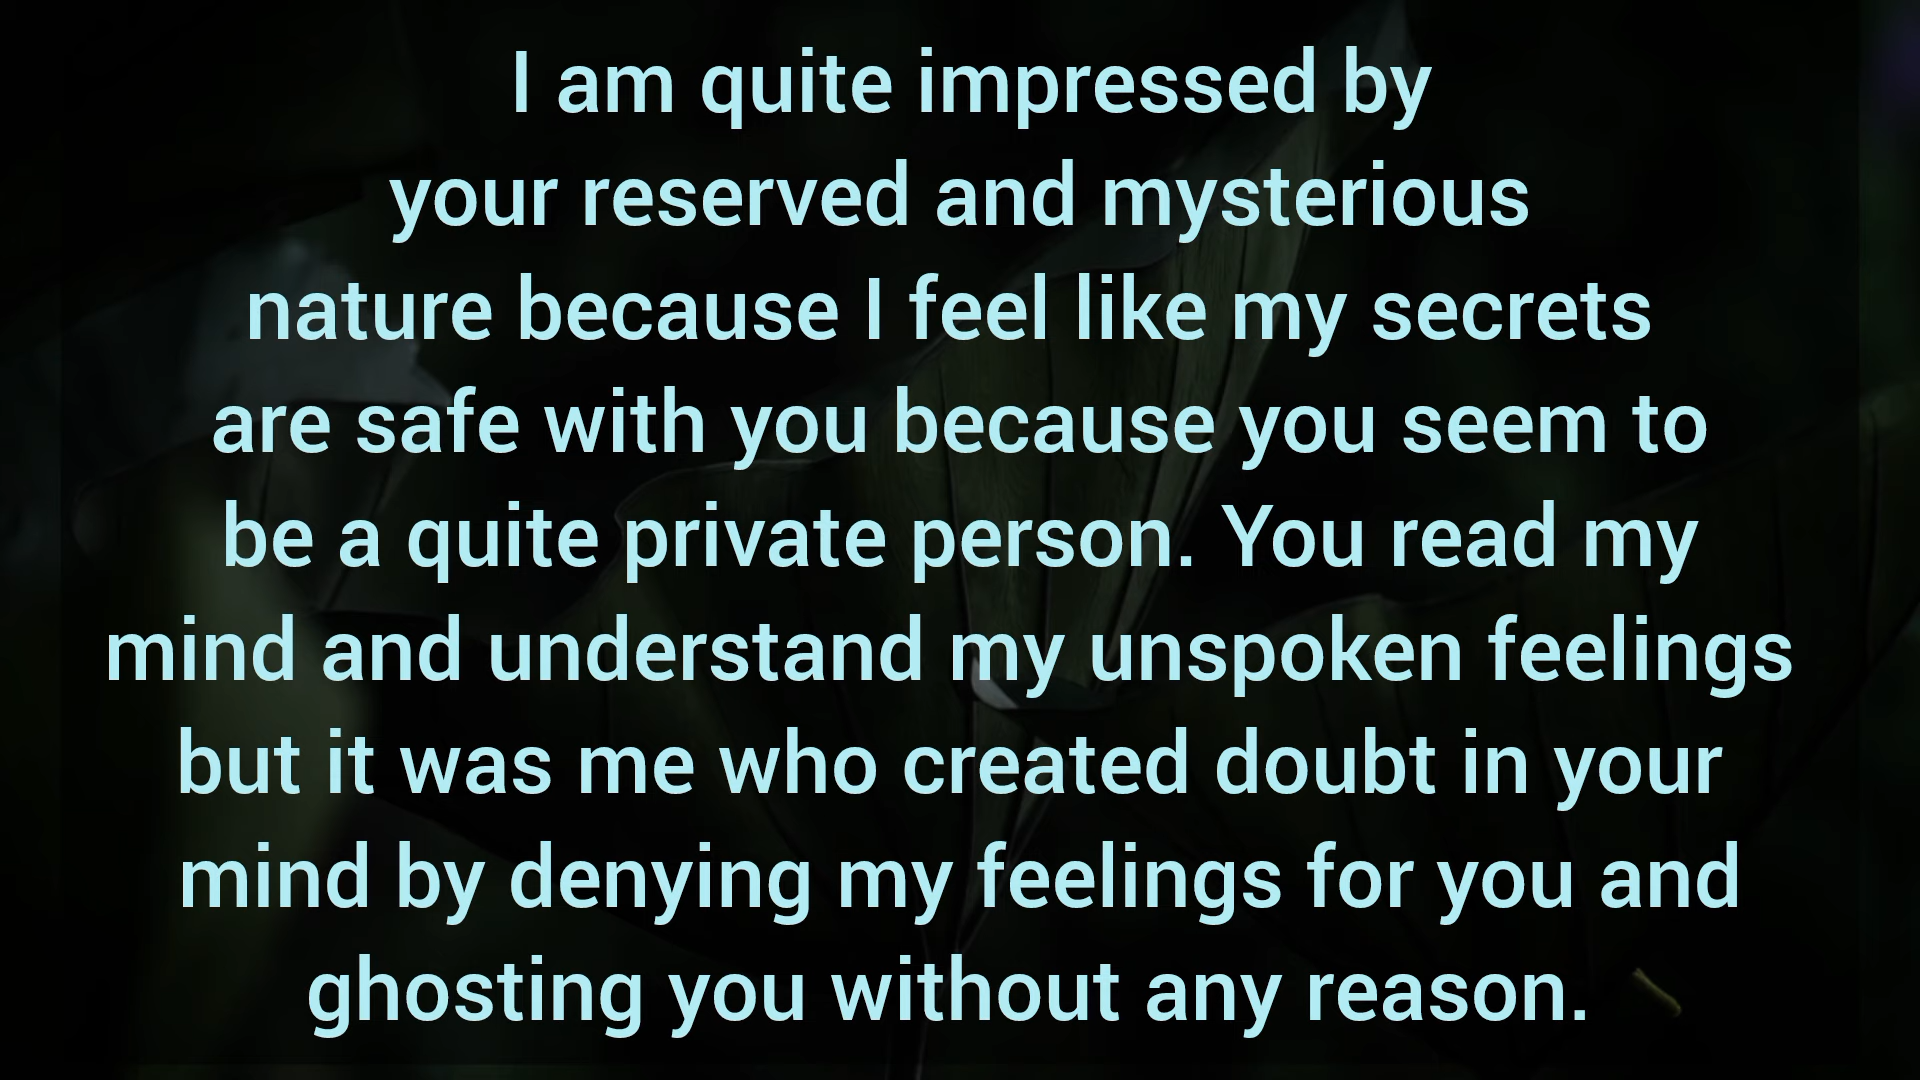 I am quite impressed by
your reserved and mysterious
nature because I feel like my secrets
are safe with you because you seem to
be a quite private person. You read my
mind and understand my unspoken feelings
but it was me who created doubt in your
mind by denying my feelings for you and
ghosting you without any reason.